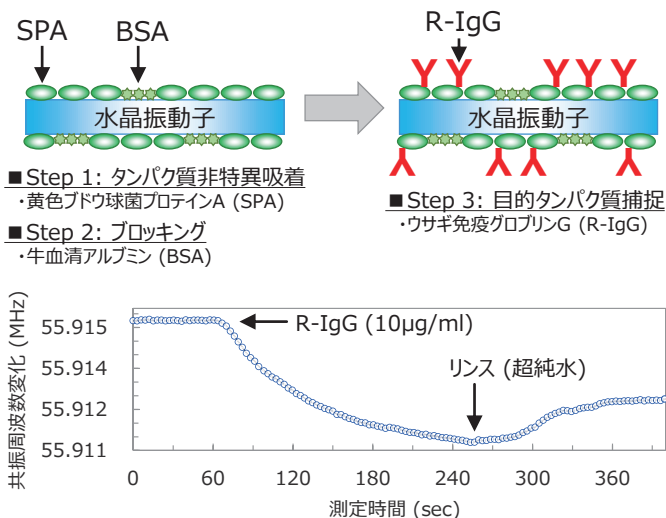 SPA
BSA
R-IgG
水晶振動子
水晶振動子
■Step 1: タンパク質非特異吸着
・黄色ブドウ球菌プロテインA (SPA)
■Step 2: ブロッキング
・牛血清アルブミン (BSA)
■Step 3: 目的タンパク質捕捉
・ウサギ免疫グロブリンG (R-IgG)
共振周波数変化 (MHz)
55.915
55.914
55.912
55.911
R-IgG (10µg/ml)
リンス (超純水)
0 60 120 180 240 300 360
測定時間 (sec)